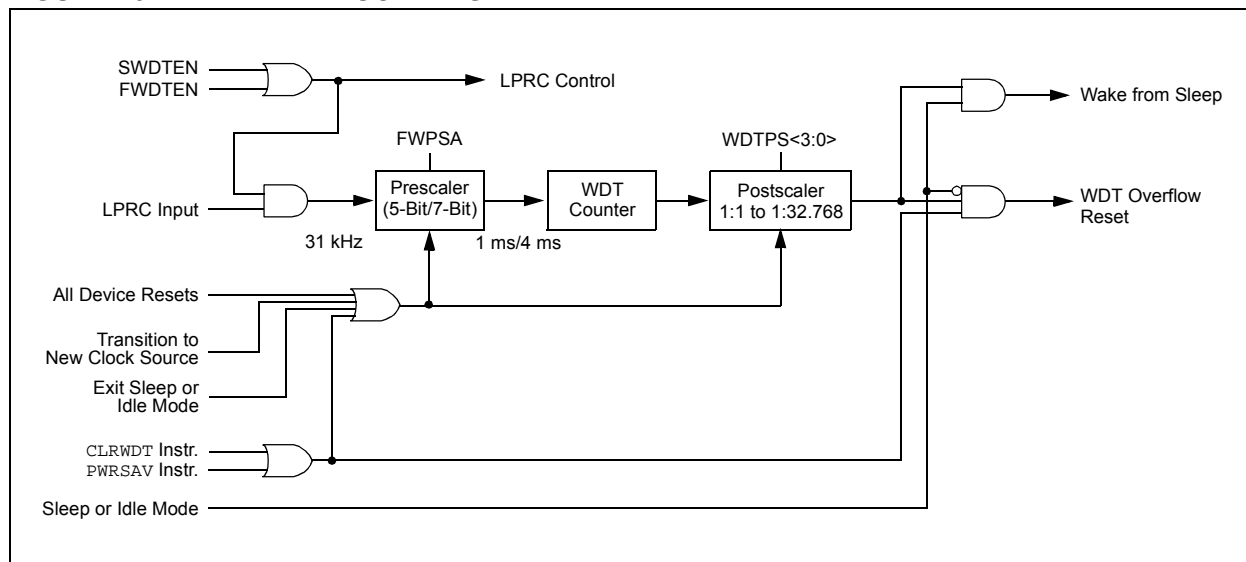 SWDTEN
FWDTEN
LPRC Control
Wake from Sleep
FWPSA
WDTPS<3:0>
Prescaler
(5-Bit/7-Bit)
WDT
Counter
Postscaler
1:1 to 1:32.768
LPRC Input
WDT Overflow
Reset
31 kHz
1 ms/4 ms
All Device Resets
Transition to
New Clock Source
Exit Sleep or
Idle Mode
CLRWDT Instr.
PWRSAV Instr.
Sleep or Idle Mode